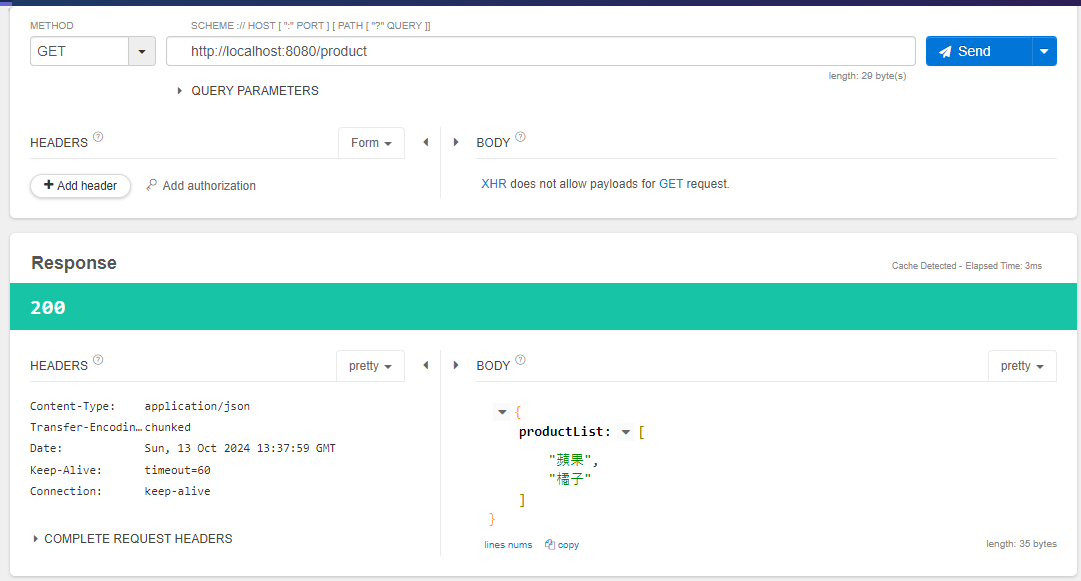 METHOD
SCHEME :// HOST [ ":" PORT ] [ PATH [ "?" QUERY ]]
GET
http://localhost:8080/product
Send
length: 29 byte(s)
QUERY PARAMETERS
HEADERS ?
Form
BODY ?
+ Add header
Add authorization
XHR does not allow payloads for GET request.
Response
Cache Detected - Elapsed Time: 3ms
200
HEADERS ?
pretty
BODY ?
pretty
Content-Type: application/json
Transfer-Encodin… chunked
Date: Sun, 13 Oct 2024 13:37:59 GMT
Keep-Alive: timeout=60
Connection: keep-alive
COMPLETE REQUEST HEADERS
{
productList: [
"蘋果",
"橘子"
]
}
lines nums copy
length: 35 bytes